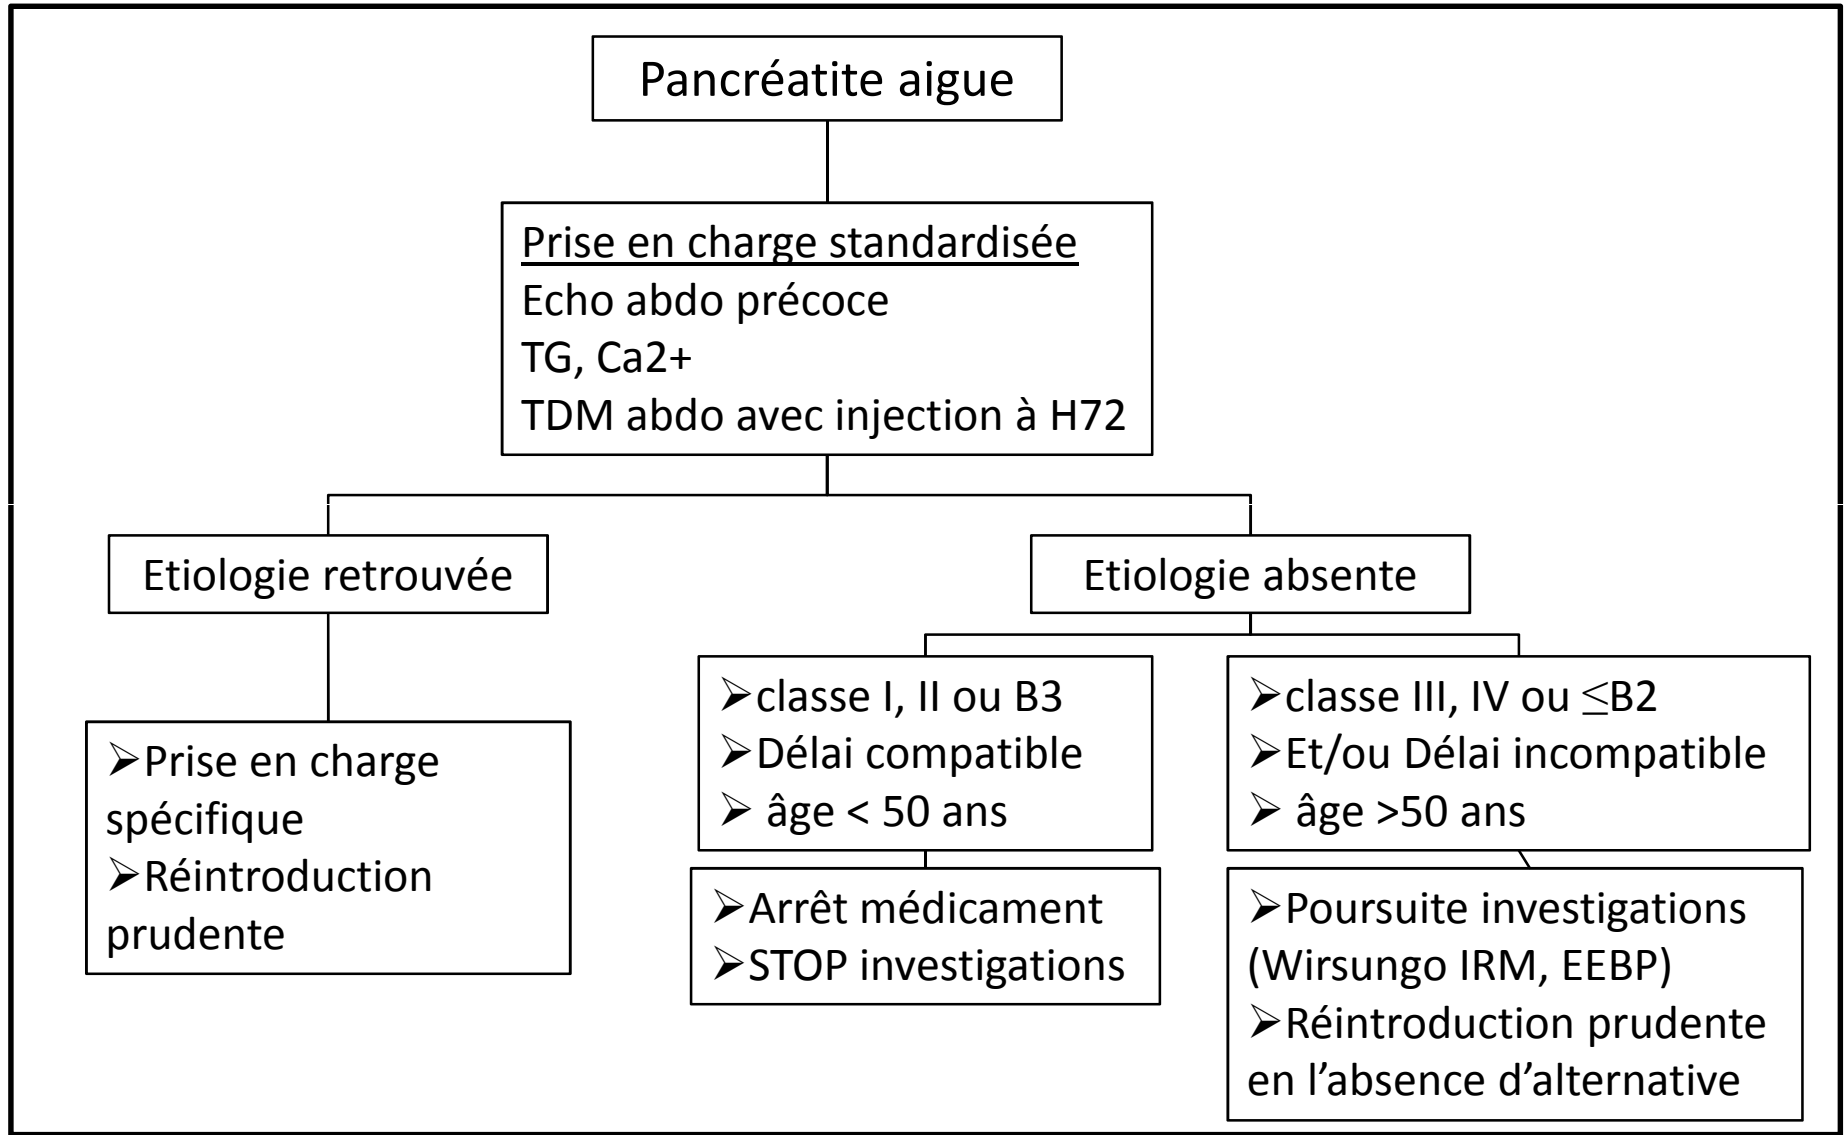 Pancréatite aigue
Prise en charge standardisée
Echo abdo précoce
TG, Ca2+
TDM abdo avec injection à H72
Etiologie retrouvée
Etiologie absente
➢Prise en charge
spécifique
➢Réintroduction
prudente
➢classe I, II ou B3
➢Délai compatible
➢ âge < 50 ans
➢Arrêt médicament
➢STOP investigations
➢classe III, IV ou ≤B2
➢Et/ou Délai incompatible
➢ âge >50 ans
➢Poursuite investigations
(Wirsungo IRM, EEBP)
➢Réintroduction prudente
en l’absence d’alternative